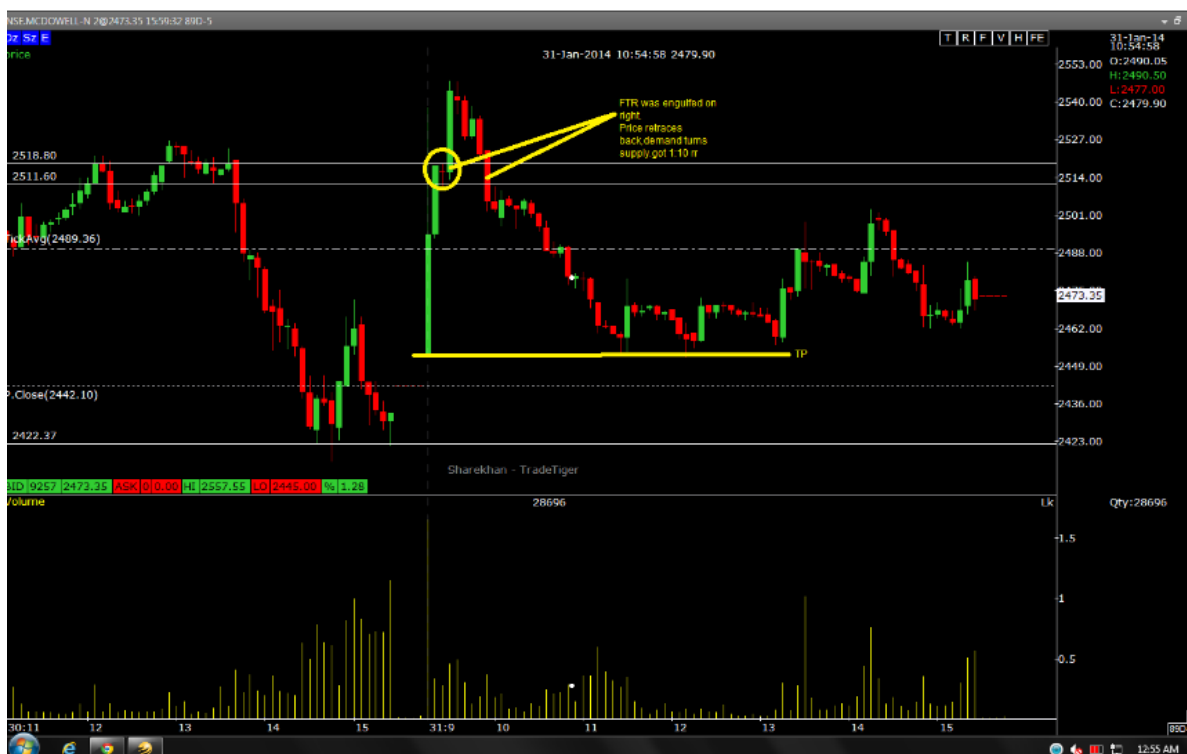 NSE.MCDOWELL-N 2@2473.35 15:59:32 89D-5
Dz Sz E
T R F V H FE
31-Jan-14
10:54:58
price
31-Jan-2014 10:54:58 2479.90
O:2490.05
H:2490.50
L:2477.00
C:2479.90
2553.00
2540.00
2527.00
2514.00
2501.00
2488.00
2473.35
2462.00
2449.00
2436.00
2423.00
FTR was engulfed on
right,
Price retraces
back,demand turns
supply.got 1:10 rr
2518.80
2511.60
TickAvg(2489.36)
TP
P.Close(2442.10)
2422.37
Sharekhan - TradeTiger
BID 9257 2473.35 ASK 0.00 HI 2557.55 LO 2445.00 % 1.28
Volume
28696
Lk
Qty:28696
1.5
1
0.5
30:11 12 13 14 15 31:9 10 11 12 13 14 15
12:55 AM